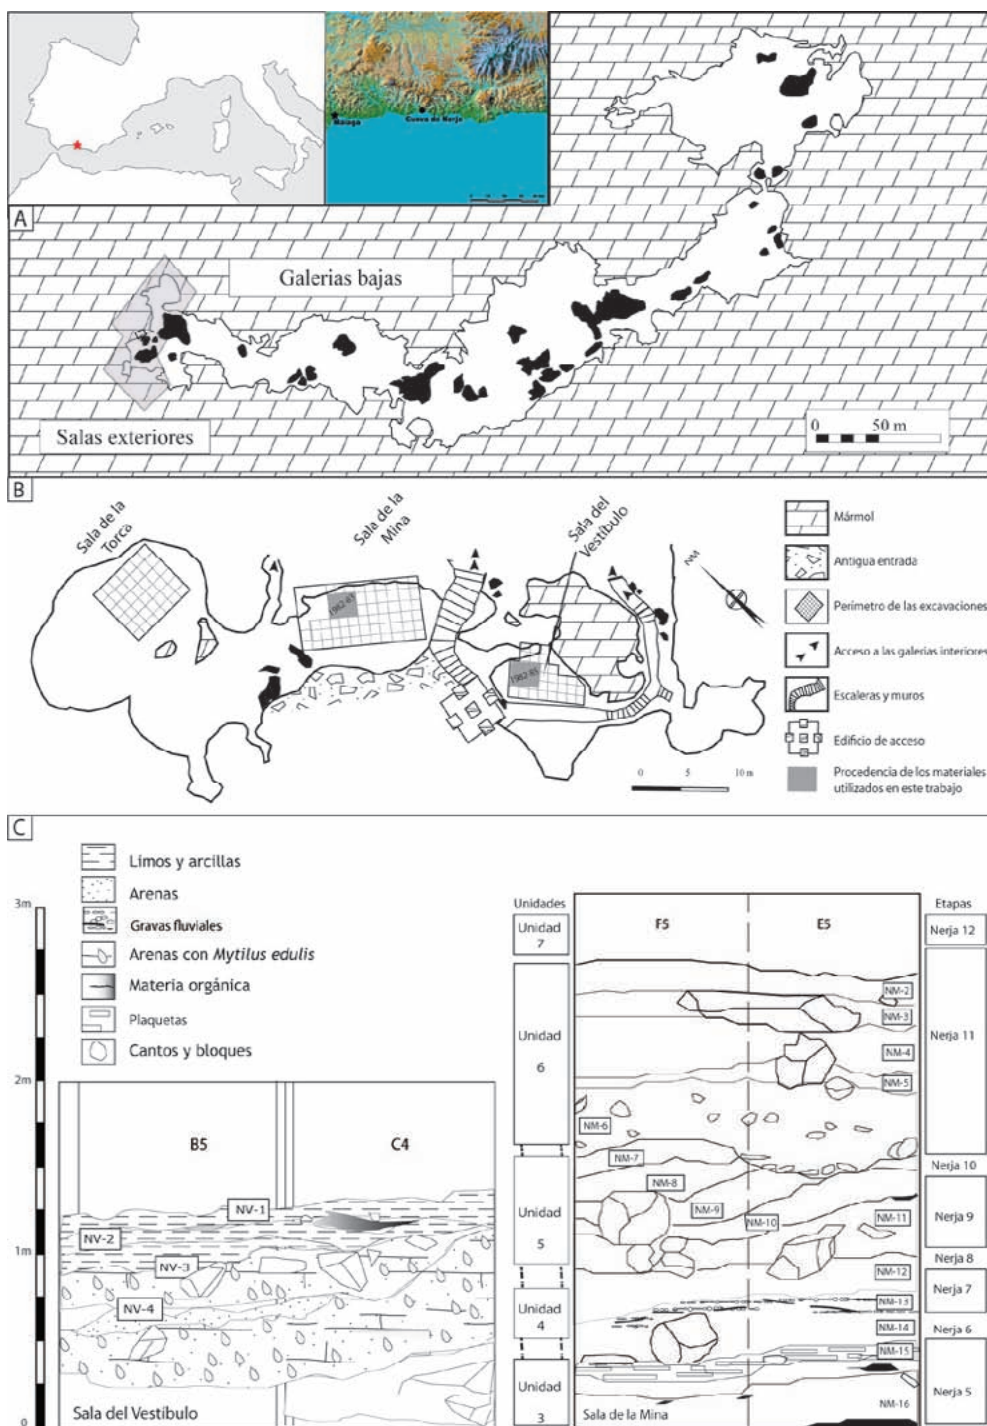 Málaga
Cueva de Nerja
A
Galerias bajas
Salas exteriores
0 50 m
B
Sala de la
Torca
Sala de la
Mina
Sala del
Vestíbulo
1982-83
1982-85
NM
0 5 10 m
Mármol
Antigua entrada
Perímetro de las excavaciones
Acceso a las galerias interiores
Escaleras y muros
Edificio de acceso
Procedencia de los materiales
utilizados en este trabajo
C
Limos y arcillas
Arenas
Gravas fluviales
Arenas con Mytilus edulis
Materia orgánica
Plaquetas
Cantos y bloques
3m
2m
1m
0
B5
C4
NV-1
NV-2
NV-3
NV-4
Sala del Vestíbulo
Unidades
Unidad
7
Unidad
6
Unidad
5
Unidad
4
Unidad
3
F5
E5
NM-2
NM-3
NM-4
NM-5
NM-6
NM-7
NM-8
NM-9
NM-10
NM-11
NM-12
NM-13
NM-14
NM-15
NM-16
Sala de la Mina
Etapas
Nerja 12
Nerja 11
Nerja 10
Nerja 9
Nerja 8
Nerja 7
Nerja 6
Nerja 5